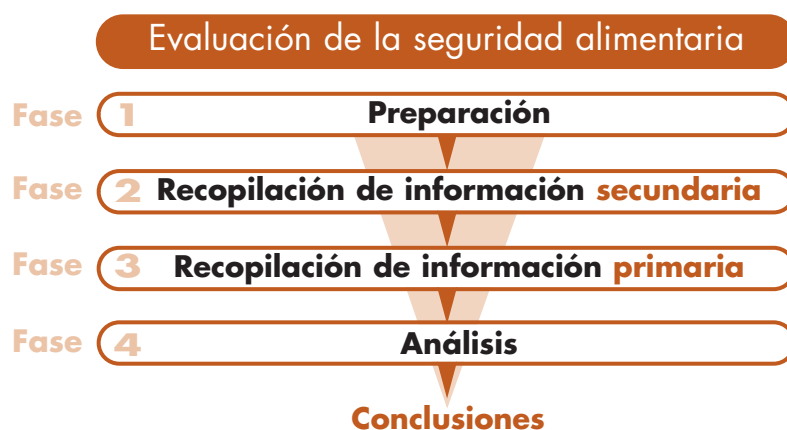 Evaluación de la seguridad alimentaria
Fase 1 Preparación
Fase 2 Recopilación de información secundaria
Fase 3 Recopilación de información primaria
Fase 4 Análisis
Conclusiones